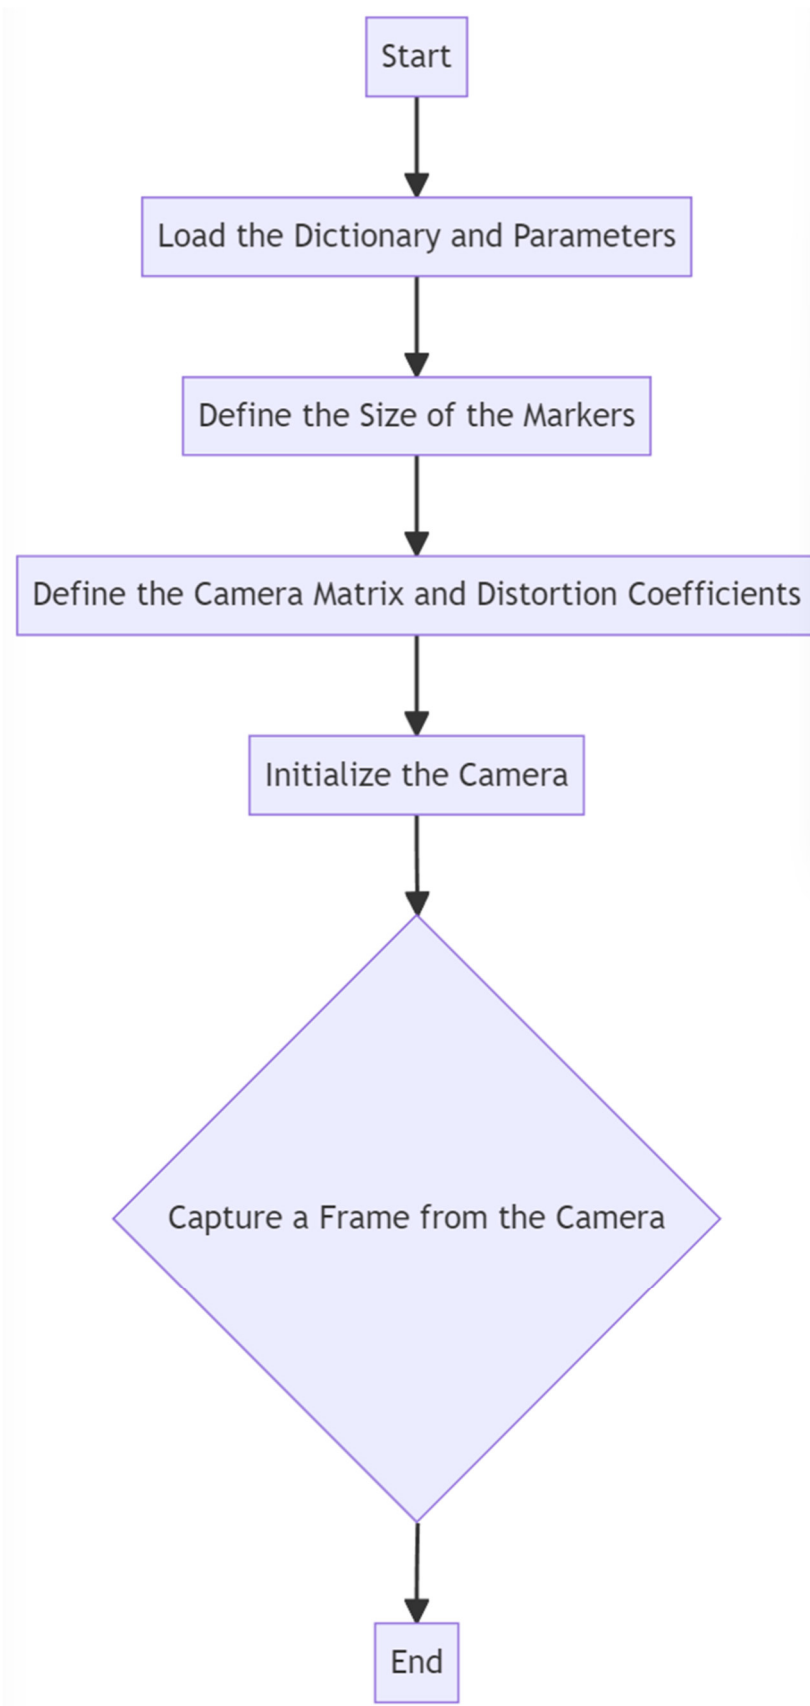 Start
Load the Dictionary and Parameters
Define the Size of the Markers
Define the Camera Matrix and Distortion Coefficients
Initialize the Camera
Capture a Frame from the Camera
End